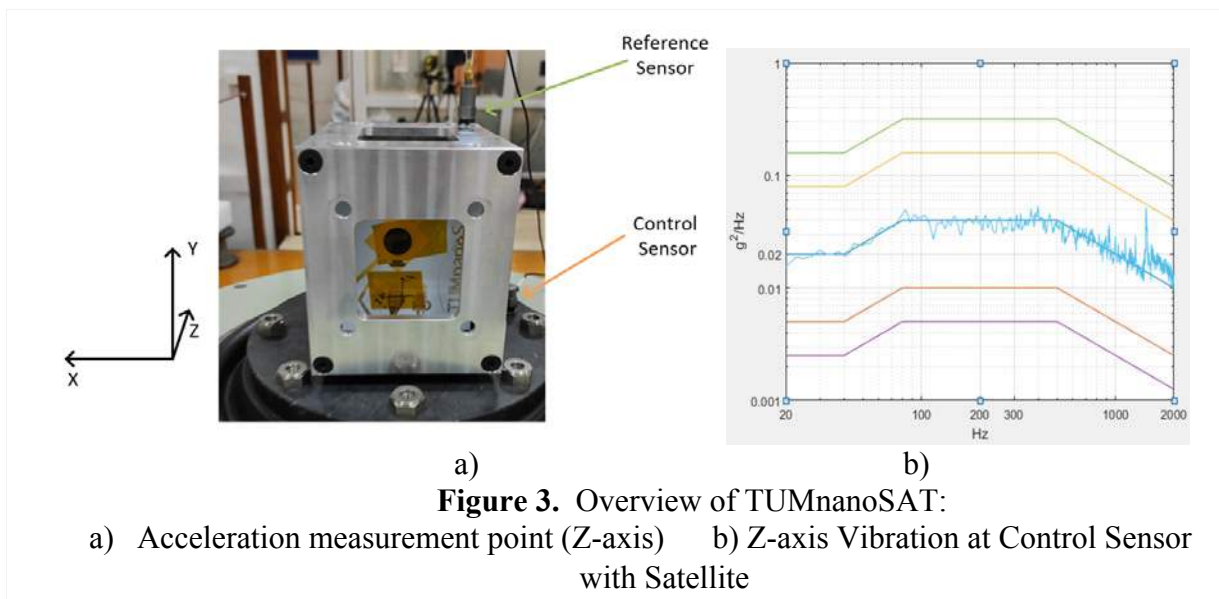 Reference
Sensor
Control
Sensor
Y
Z
X
TUMnanoS
1
0.1
g²/Hz
0.02
0.01
0.001
20
100
200
300
1000
2000
Hz
a)
b)
Figure 3. Overview of TUMnanoSAT:
a) Acceleration measurement point (Z-axis) b) Z-axis Vibration at Control Sensor
with Satellite